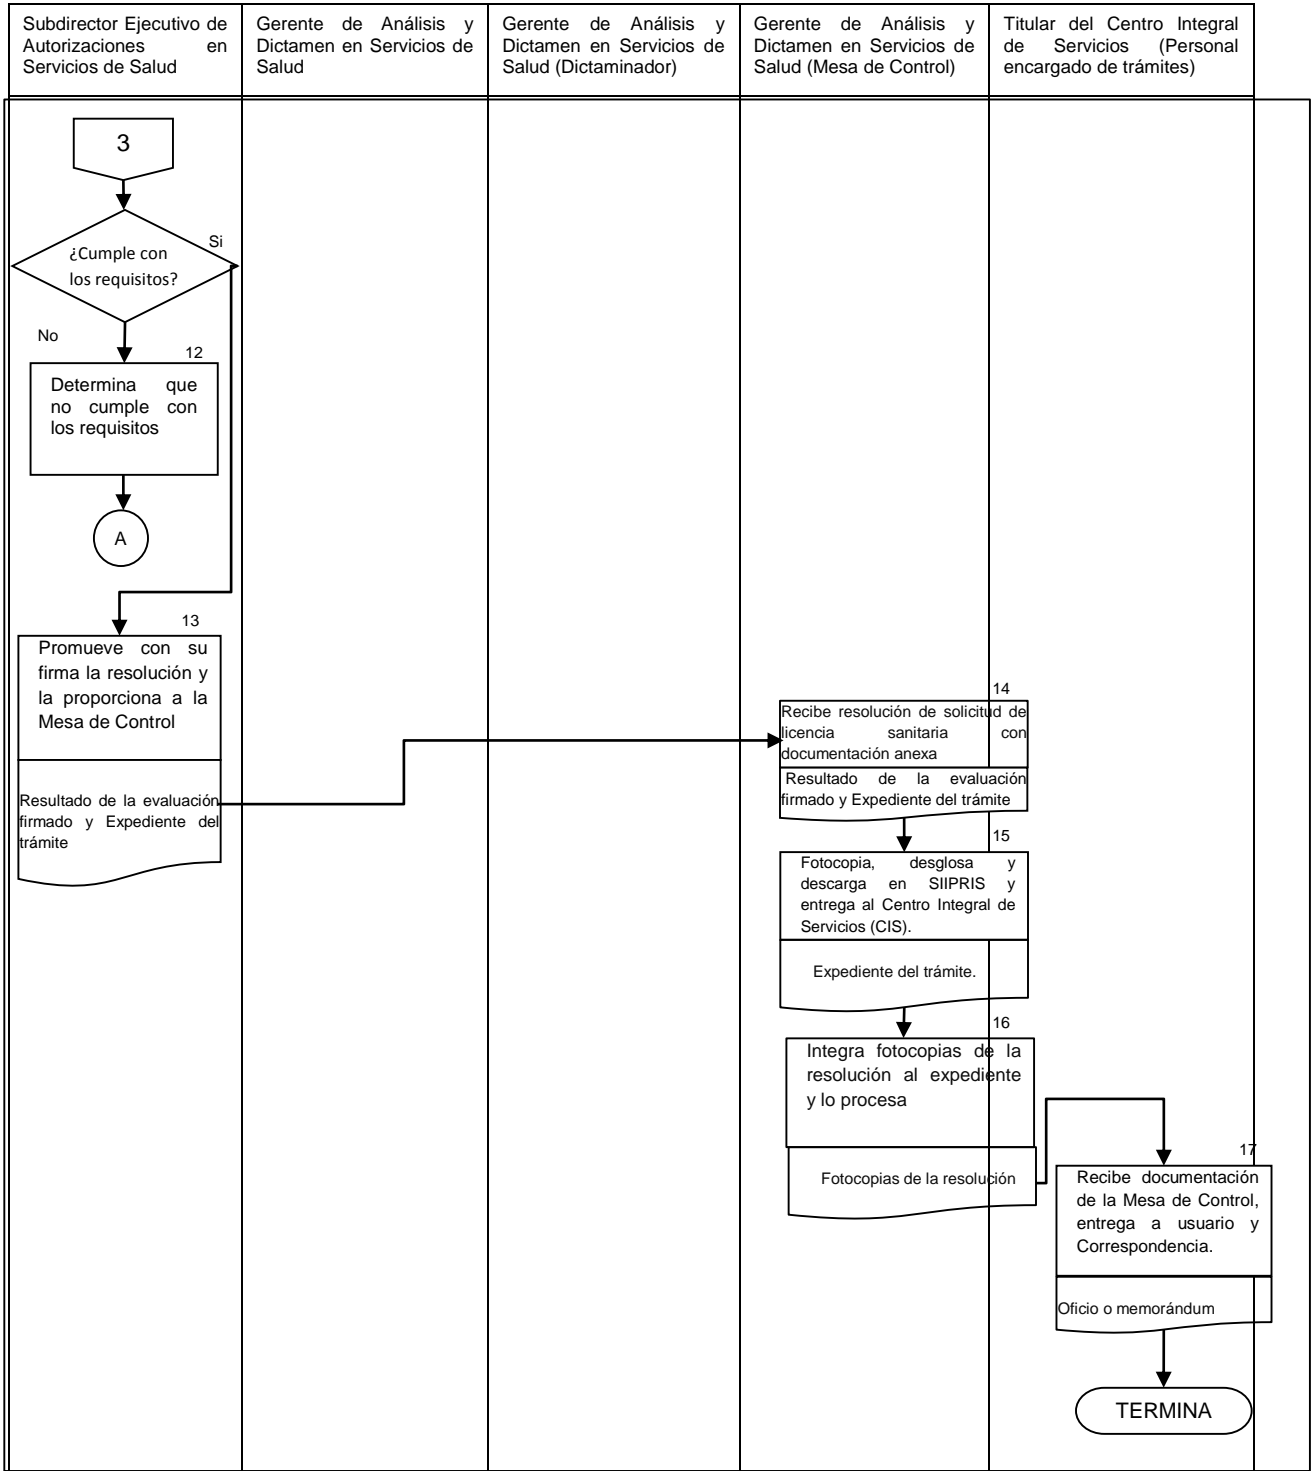 Subdirector Ejecutivo de
Autorizaciones en
Servicios de Salud
Gerente de Análisis y
Dictamen en Servicios de
Salud
Gerente de Análisis y
Dictamen en Servicios de
Salud (Dictaminador)
Gerente de Análisis y
Dictamen en Servicios de
Salud (Mesa de Control)
Titular del Centro Integral
de Servicios (Personal
encargado de trámites)
3
¿Cumple con
los requisitos?
Si
No
12
Determina que
no cumple con
los requisitos
A
13
Promueve con su
firma la resolución y
la proporciona a la
Mesa de Control
Resultado de la evaluación
firmado y Expediente del
trámite
14
Recibe resolución de solicitud de
licencia sanitaria con
documentación anexa
Resultado de la evaluación
firmado y Expediente del trámite
15
Fotocopia, desglosa y
descarga en SIIPRIS y
entrega al Centro Integral de
Servicios (CIS).
Expediente del trámite.
16
Integra fotocopias de la
resolución al expediente
y lo procesa
Fotocopias de la resolución
17
Recibe documentación
de la Mesa de Control,
entrega a usuario y
Correspondencia.
Oficio o memorándum
TERMINA